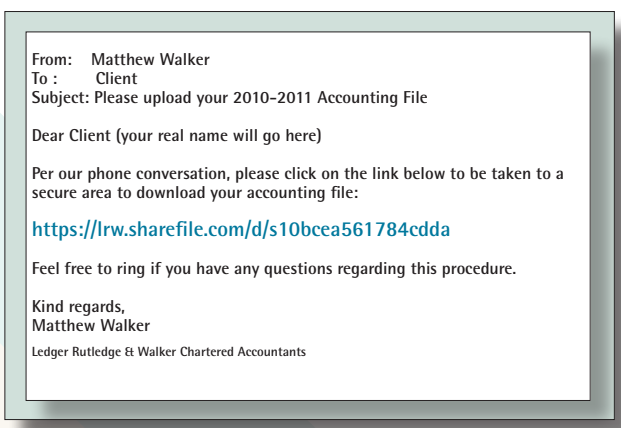 From: Matthew Walker
To : Client
Subject: Please upload your 2010-2011 Accounting File
Dear Client (your real name will go here)
Per our phone conversation, please click on the link below to be taken to a
secure area to download your accounting file:
https://lrw.sharefile.com/d/s10bcea561784cdda
Feel free to ring if you have any questions regarding this procedure.
Kind regards,
Matthew Walker
Ledger Rutledge & Walker Chartered Accountants